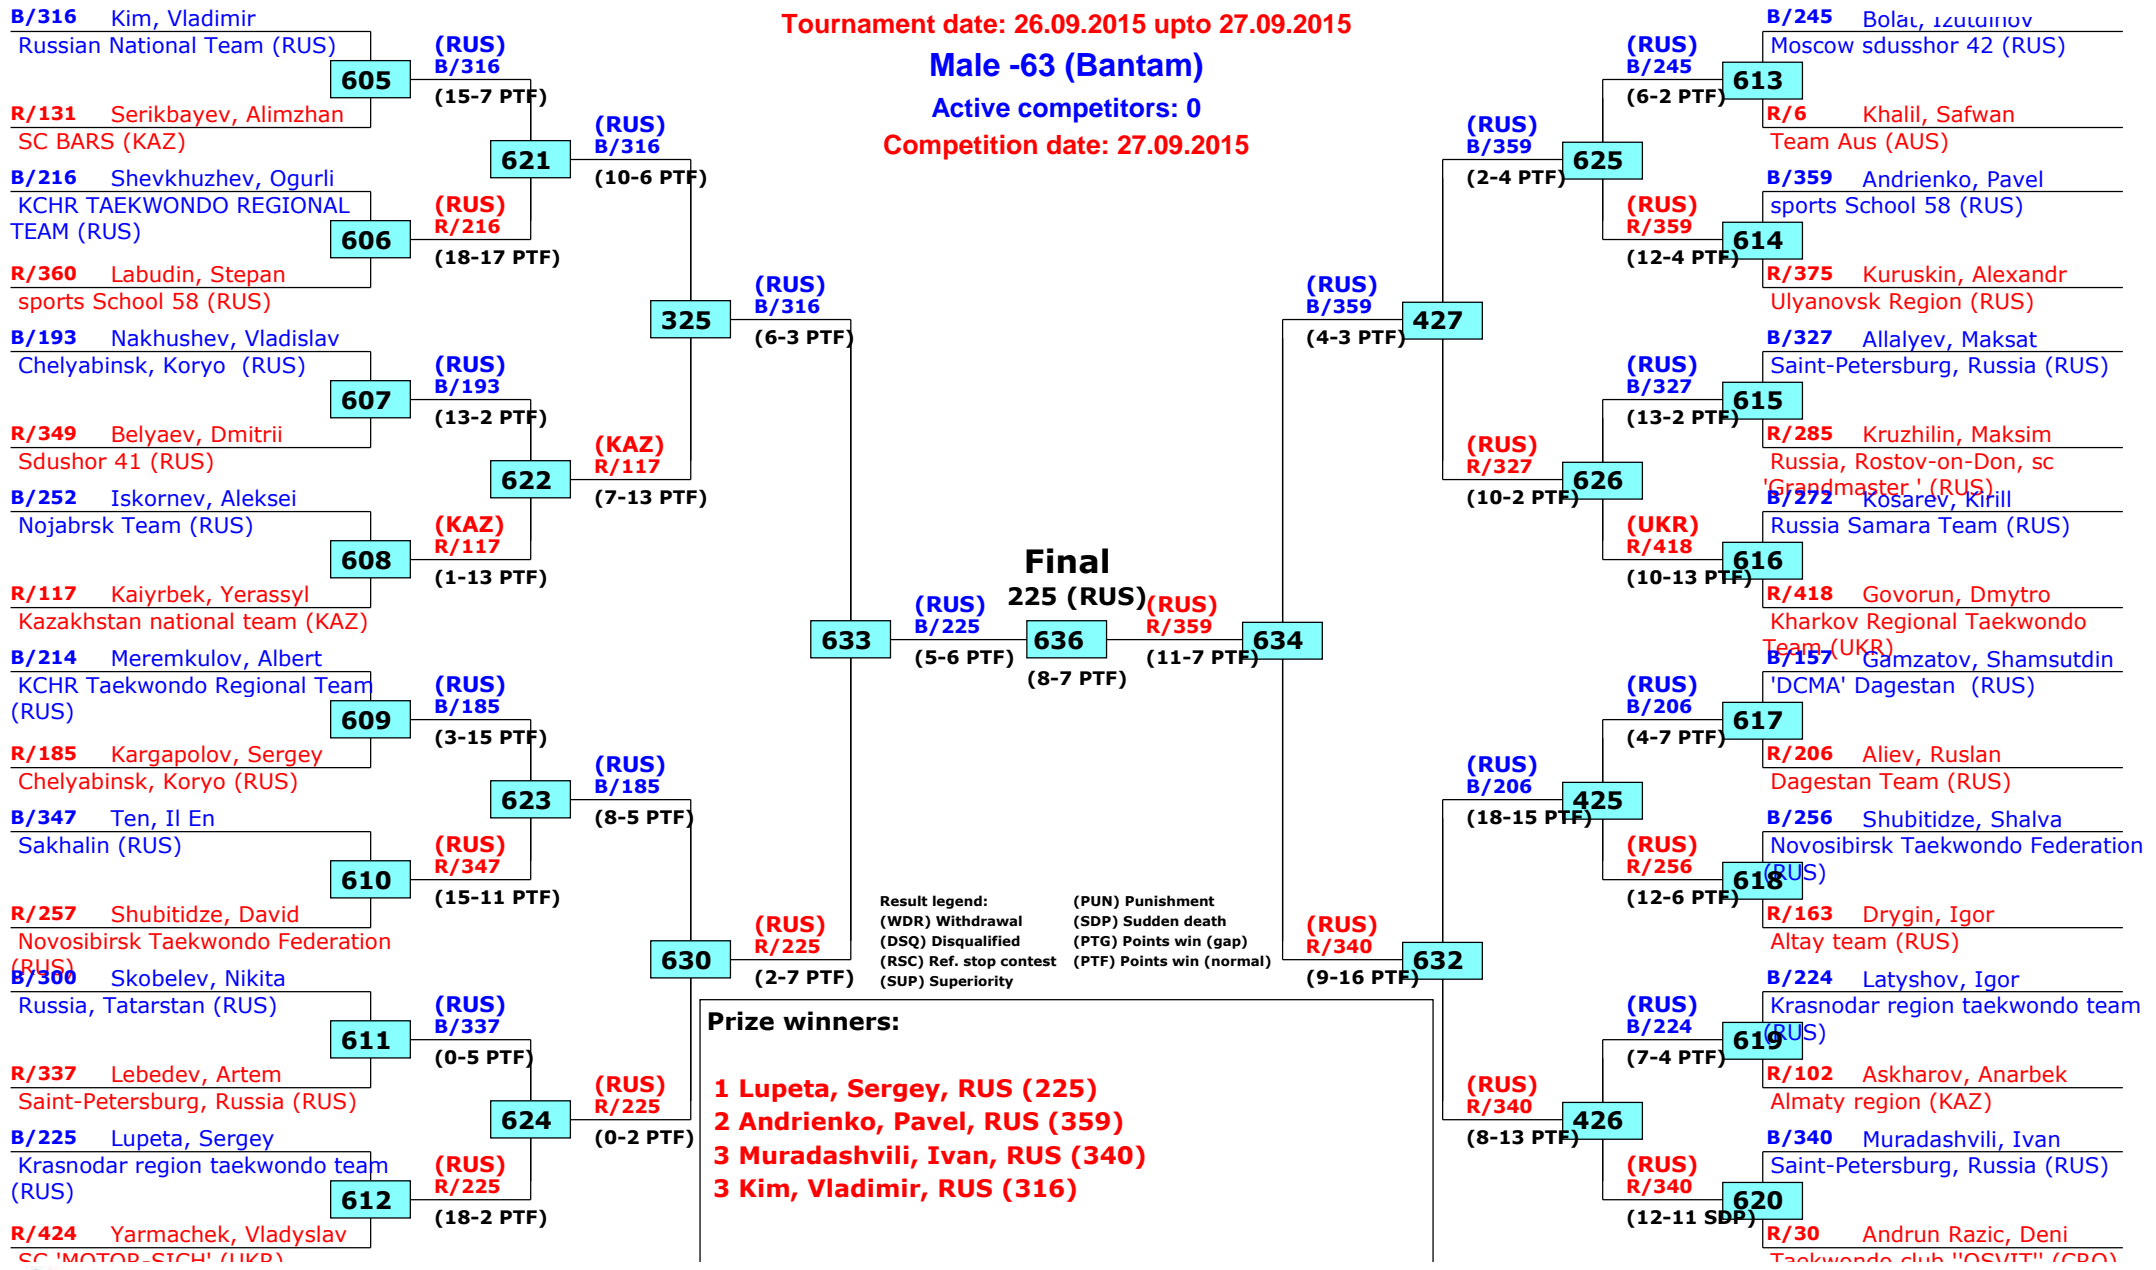 Tournament date: 26.09.2015 upto 27.09.2015
Male -63 (Bantam)
Active competitors: 0
Competition date: 27.09.2015
B/316 Kim, Vladimir
Russian National Team (RUS)
605
R/131 Serikbayev, Alimzhan
SC BARS (KAZ)
B/216 Shevkhuzhev, Ogurli
KCHR TAEKWONDO REGIONAL
TEAM (RUS)
606
R/360 Labudin, Stepan
sports School 58 (RUS)
B/193 Nakhushev, Vladislav
Chelyabinsk, Koryo (RUS)
607
R/349 Belyaev, Dmitrii
Sdushor 41 (RUS)
B/252 Iskornev, Aleksei
Nojabrsk Team (RUS)
608
R/117 Kaiyrbek, Yerassyl
Kazakhstan national team (KAZ)
B/214 Meremkulov, Albert
KCHR Taekwondo Regional Team
(RUS)
609
R/185 Kargapolov, Sergey
Chelyabinsk, Koryo (RUS)
B/347 Ten, Il En
Sakhalin (RUS)
610
R/257 Shubitidze, David
Novosibirsk Taekwondo Federation
(RUS)
B/300 Skobelev, Nikita
Russia, Tatarstan (RUS)
611
R/337 Lebedev, Artem
Saint-Petersburg, Russia (RUS)
B/225 Lupeta, Sergey
Krasnodar region taekwondo team
(RUS)
612
R/424 Yarmachek, Vladyslav
SC 'MOTOR-SICH' (UKR)
(RUS)
B/316
(15-7 PTF)
621
(RUS)
R/216
(18-17 PTF)
(RUS)
B/193
(13-2 PTF)
622
(KAZ)
R/117
(1-13 PTF)
(RUS)
B/185
(3-15 PTF)
623
(RUS)
R/347
(15-11 PTF)
(RUS)
B/337
(0-5 PTF)
624
(RUS)
R/225
(18-2 PTF)
(RUS)
B/316
(10-6 PTF)
325
(KAZ)
R/117
(7-13 PTF)
(RUS)
B/185
(8-5 PTF)
630
(RUS)
R/225
(0-2 PTF)
(RUS)
B/316
(6-3 PTF)
633
(RUS)
R/225
(2-7 PTF)
(RUS)
B/225
(5-6 PTF)
Final
225 (RUS)
636
(8-7 PTF)
(RUS)
R/359
(11-7 PTF)
634
(RUS)
B/359
(4-3 PTF)
427
(RUS)
R/340
(9-16 PTF)
632
(RUS)
B/359
(2-4 PTF)
625
(RUS)
R/327
(10-2 PTF)
626
(RUS)
B/206
(18-15 PTF)
425
(RUS)
R/340
(8-13 PTF)
426
(RUS)
B/245
(6-2 PTF)
(RUS)
R/359
(12-4 PTF)
(RUS)
B/327
(13-2 PTF)
(UKR)
R/418
(10-13 PTF)
(RUS)
B/206
(4-7 PTF)
(RUS)
R/256
(12-6 PTF)
(RUS)
B/224
(7-4 PTF)
(RUS)
R/340
(12-11 SDP)
B/245 Bolat, Izutdinov
Moscow sdusshor 42 (RUS)
613
R/6 Khalil, Safwan
Team Aus (AUS)
B/359 Andrienko, Pavel
sports School 58 (RUS)
614
R/375 Kuruskin, Alexandr
Ulyanovsk Region (RUS)
B/327 Allalyev, Maksat
Saint-Petersburg, Russia (RUS)
615
R/285 Kruzhilin, Maksim
Russia, Rostov-on-Don, sc
'Grandmaster ' (RUS)
B/272 Kosarev, Kirill
Russia Samara Team (RUS)
616
R/418 Govorun, Dmytro
Kharkov Regional Taekwondo
Team (UKR)
B/157 Gamzatov, Shamsutdin
'DCMA' Dagestan (RUS)
617
R/206 Aliev, Ruslan
Dagestan Team (RUS)
B/256 Shubitidze, Shalva
Novosibirsk Taekwondo Federation
(RUS)
618
R/163 Drygin, Igor
Altay team (RUS)
B/224 Latyshov, Igor
Krasnodar region taekwondo team
(RUS)
619
R/102 Askharov, Anarbek
Almaty region (KAZ)
B/340 Muradashvili, Ivan
Saint-Petersburg, Russia (RUS)
620
R/30 Andrun Razic, Deni
Taekwondo club "OSVIT" (CRO)
Result legend:
(WDR) Withdrawal
(DSQ) Disqualified
(RSC) Ref. stop contest
(SUP) Superiority
(PUN) Punishment
(SDP) Sudden death
(PTG) Points win (gap)
(PTF) Points win (normal)
Prize winners:
1 Lupeta, Sergey, RUS (225)
2 Andrienko, Pavel, RUS (359)
3 Muradashvili, Ivan, RUS (340)
3 Kim, Vladimir, RUS (316)